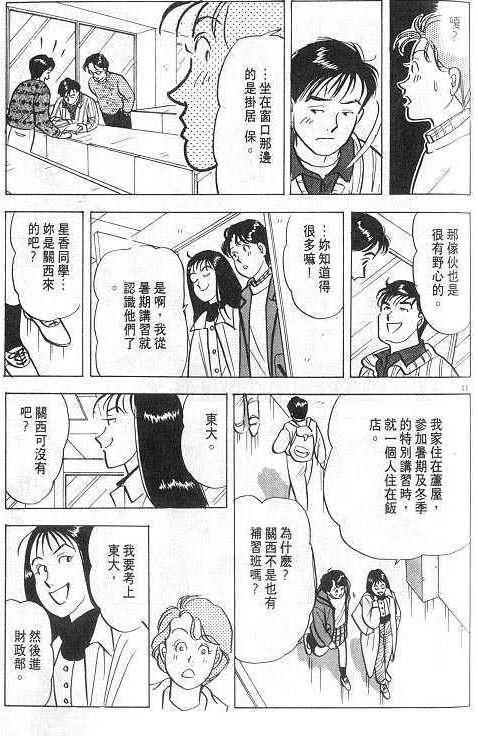 嘎？
…坐在窗口那邊
的是掛居 保。
那傢伙也是
很有野心的。
…妳知道得
很多嘛！
是啊，我從
暑期講習就
認識他們了
。
星香同學…
妳是關西來
的吧？
11
我家住在蘆屋，
參加暑期及冬季
的特別講習時，
就一個人住在飯
店。
為什麼？
關西不是也有
補習班嗎？
東大。
關西可沒有
吧？
我要考上
東大，
然後進
財政部。